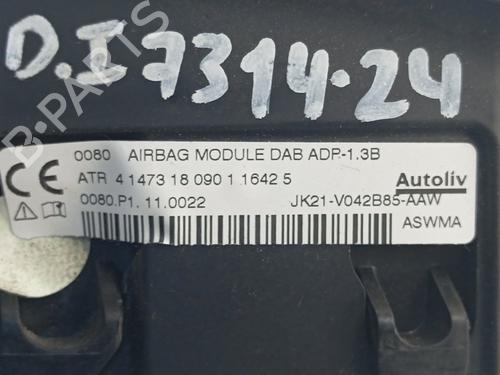 D.I 7314.24
0080 AIRBAG MODULE DAB ADP.-1.3B
CE ATR 4 1473 18 090 1 1642 5 Autoliv
0080.P1. 11.0022 JK21-V042B85-AAW
ASWMA
B-PARTS